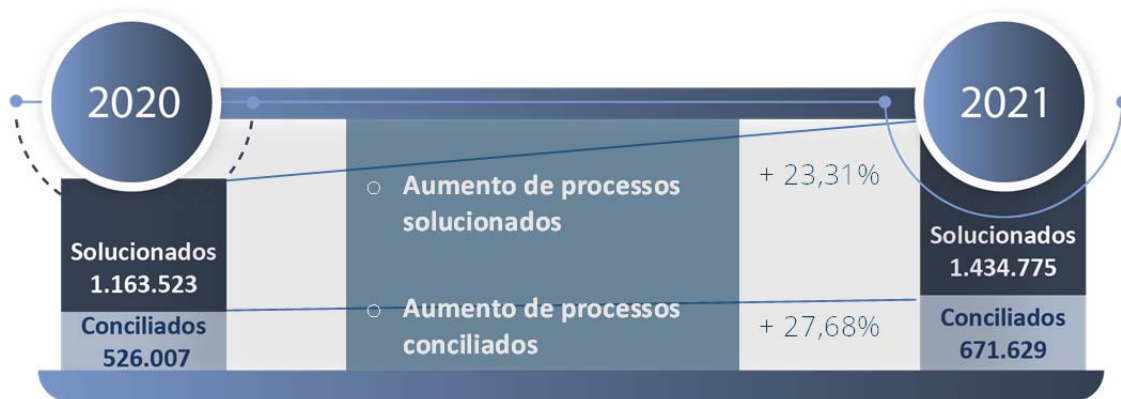 2020
2021
Solucionados
1.163.523
Conciliados
526.007
○ Aumento de processos
solucionados
+ 23,31%
○ Aumento de processos
conciliados
+ 27,68%
Solucionados
1.434.775
Conciliados
671.629